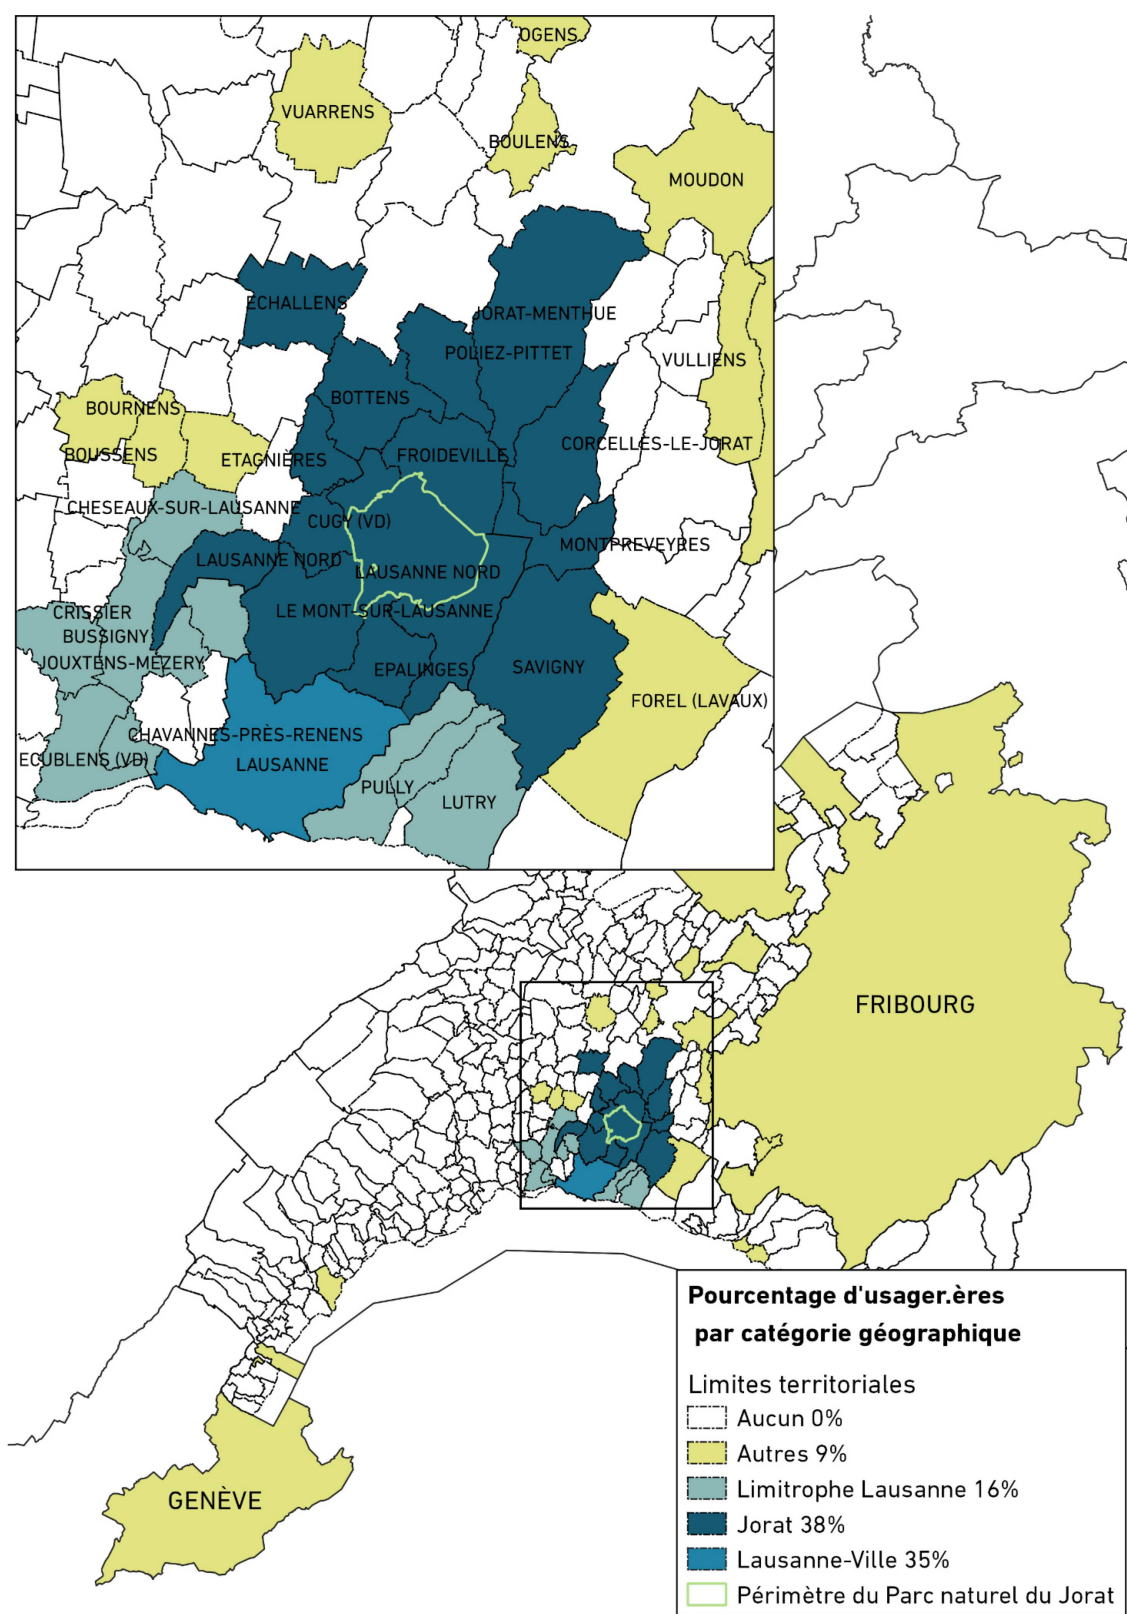 OGENS
VUARRENS
BOULENS
MOUDON
ECHALLENS
JORAT-MENTHUE
POLIEZ-PITTET
VULLIENS
BOTTENS
BOURNENS
CORCELLES-LE-JORAT
BOUSSENS
ETAGNIÈRES
FROIDEVILLE
CHESEAUX-SUR-LAUSANNE
CUGY (VD)
MONTPREVEYRES
LAUSANNE NORD
LAUSANNE NORD
CRISSIER
LE MONT-SUR-LAUSANNE
BUSSIGNY
JOUXTENS-MEZERY
EPALINGES
SAVIGNY
FOREL (LAVAUX)
CHAVANNES-PRÈS-RENENS
ECUBLENS (VD)
LAUSANNE
PULLY
LUTRY
FRIBOURG
GENÈVE
Pourcentage d'usager.ères
par catégorie géographique
Limites territoriales
Aucun 0%
Autres 9%
Limitrophe Lausanne 16%
Jorat 38%
Lausanne-Ville 35%
Périmètre du Parc naturel du Jorat